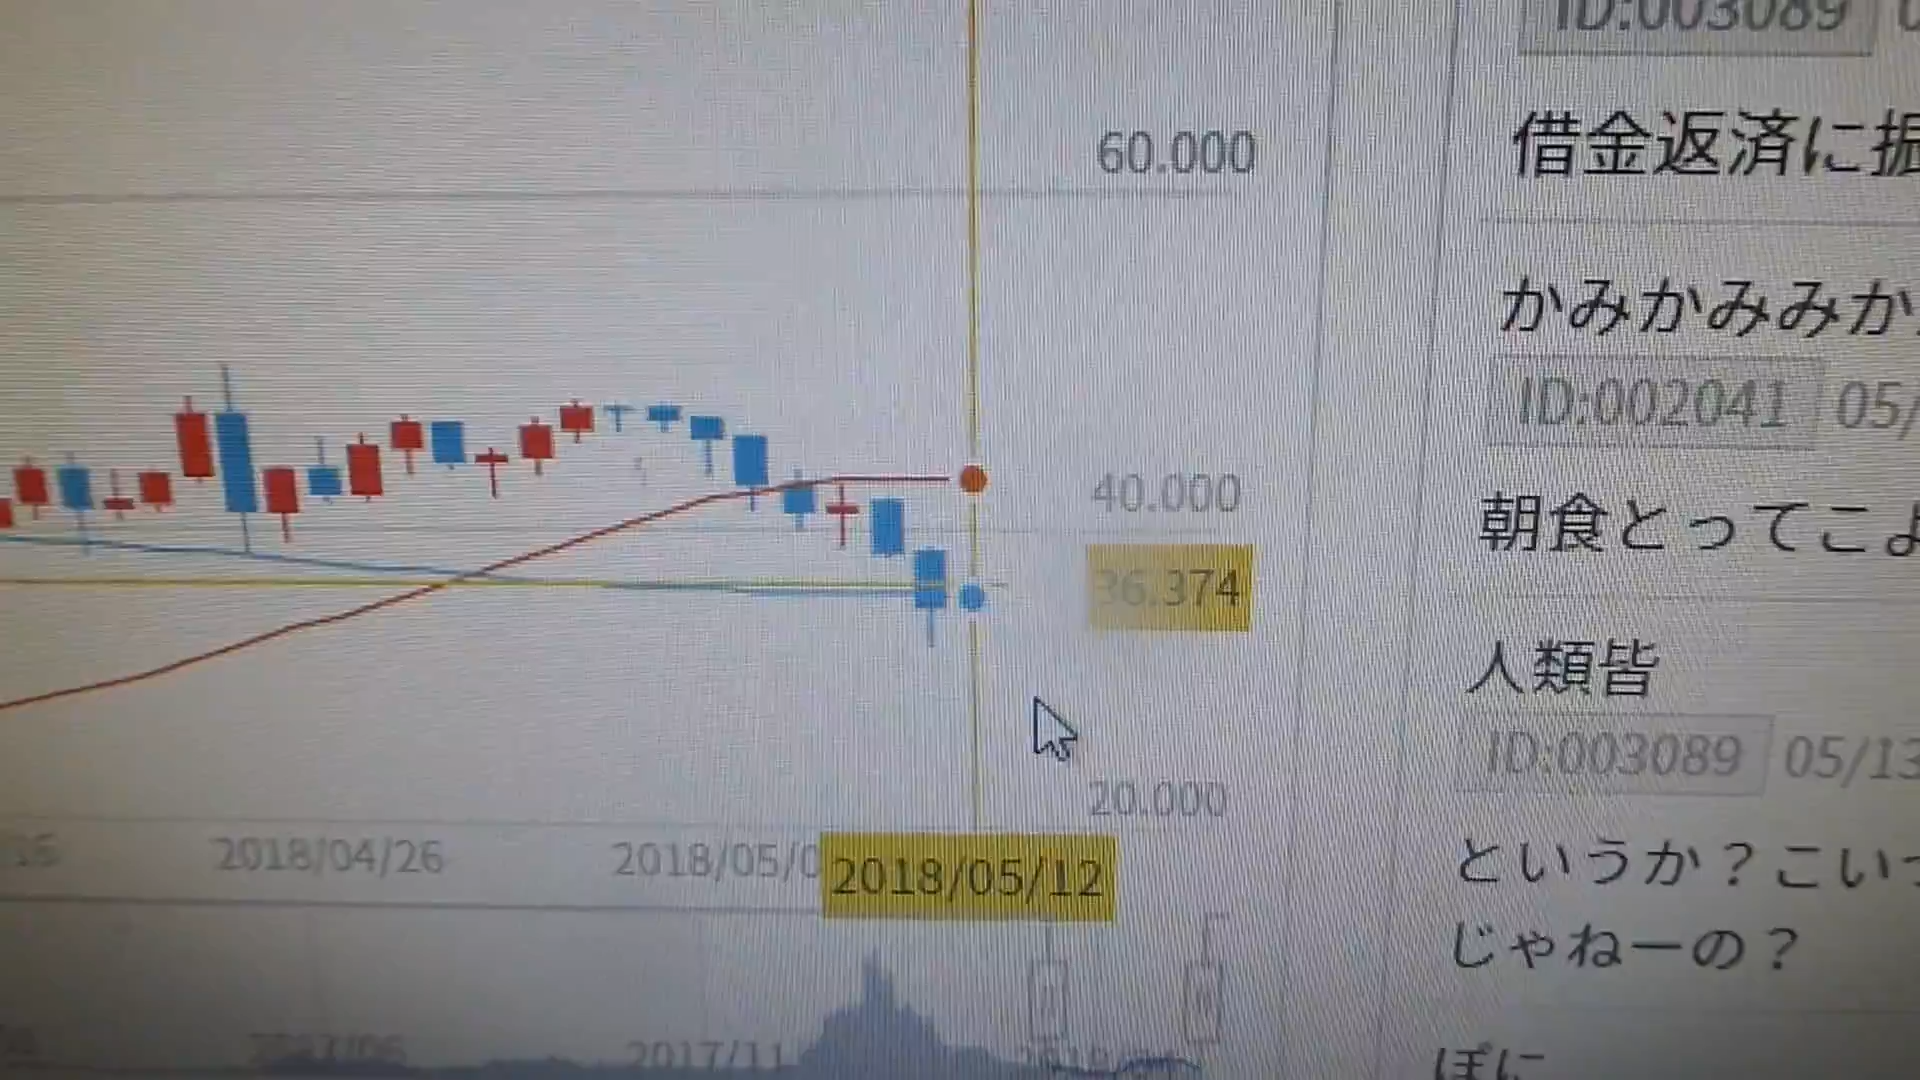 60.000
40.000
36.374
20.000
2018/04/26
2018/05/0
2018/05/12
2017/11
ID:003089
借金返済に振
かみかみみか
ID:002041 05/
朝食とってこよ
人類皆
ID:003089 05/13
というか？こいつ
じゃねーの？
ぽに